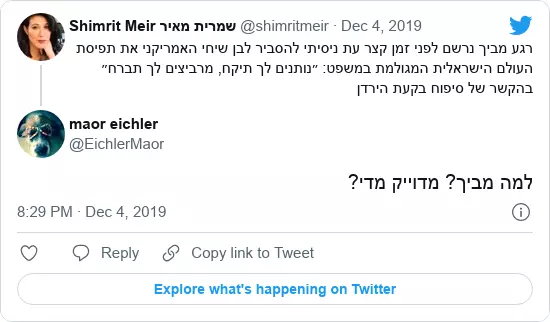 Shimrit Meir שמרית מאיר @shimritmeir · Dec 4, 2019
רגע מביך נרשם לפני זמן קצר עת ניסיתי להסביר לבן שיחי האמריקני את תפיסת
העולם הישראלית המגולמת במשפט: ״נותנים לך תיקח, מרביצים לך תברח״
בהקשר של סיפוח בקעת הירדן
maor eichler
@EichlerMaor
למה מביך? מדוייק מדי?
8:29 PM · Dec 4, 2019
Reply
Copy link to Tweet
Explore what's happening on Twitter